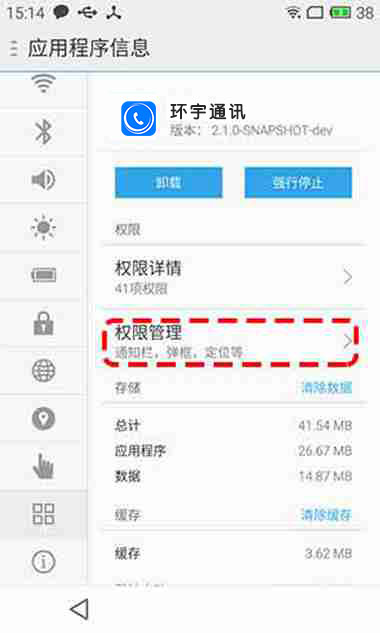 15:14
38
应用程序信息
环宇通讯
版本： 2.1.0-SNAPSHOT-dev
卸载
强行停止
权限
权限详情
41项权限
权限管理
通知栏，弹框，定位等
存储
清除数据
总计
41.54 MB
应用程序
26.67 MB
数据
14.87 MB
缓存
清除缓存
缓存
3.62 MB